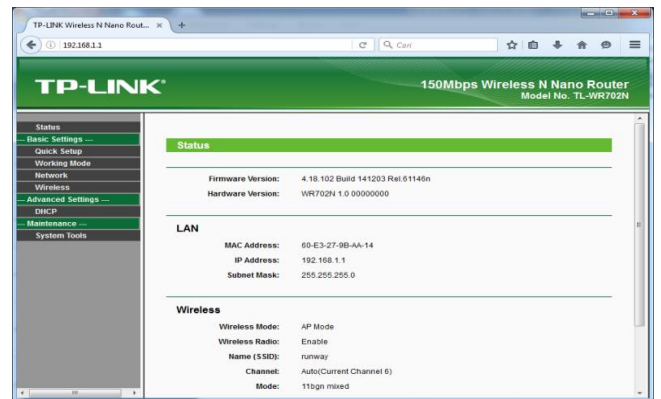 TP-LINK Wireless N Nano Rout...
192.168.1.1
Cari
TP-LINK
150Mbps Wireless N Nano Router
Model No. TL-WR702N
Status
--- Basic Settings ---
Quick Setup
Working Mode
Network
Wireless
--- Advanced Settings ---
DHCP
--- Maintenance ---
System Tools
Status
Firmware Version: 4.18.102 Build 141203 Rel.61146n
Hardware Version: WR702N 1.0 00000000
LAN
MAC Address: 60-E3-27-9B-AA-14
IP Address: 192.168.1.1
Subnet Mask: 255.255.255.0
Wireless
Wireless Mode: AP Mode
Wireless Radio: Enable
Name (SSID): runway
Channel: Auto(Current Channel 6)
Mode: 11bgn mixed